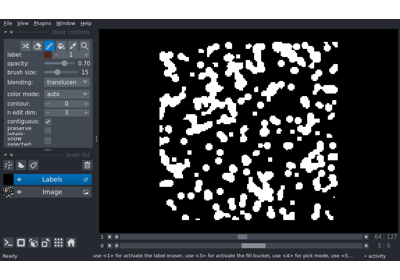 File View Plugins Window Help
layer controls
label: 1
opacity: 0.70
brush size: 15
blending: translucen
color mode: auto
contour: 0
n edit dim: 3
contiguous:
preserve labels:
show selected:
layer list
Labels
Image
1 64 127
0 5 9
Ready use <1> for activate the label eraser, use <3> for activate the fill bucket, use <4> for pick mode, use <5... activity